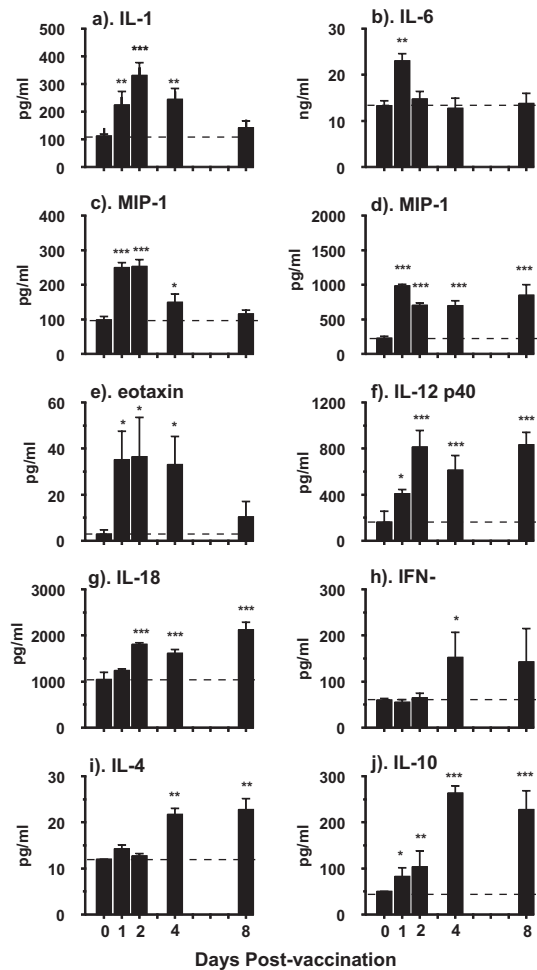 a). IL-1
pg/ml
500
400
300
200
100
0
** *** **
b). IL-6
ng/ml
30
20
10
0
**
c). MIP-1
pg/ml
400
300
200
100
0
*** *** *
d). MIP-1
pg/ml
2000
1500
1000
500
0
*** *** *** ***
e). eotaxin
pg/ml
60
40
20
0
* * *
f). IL-12 p40
pg/ml
1200
800
400
0
* *** *** ***
g). IL-18
pg/ml
3000
2000
1000
0
*** *** ***
h). IFN-
pg/ml
300
200
100
0
*
i). IL-4
pg/ml
30
20
10
0
** **
0 1 2 4 8
j). IL-10
pg/ml
300
200
100
0
* ** *** ***
0 1 2 4 8
Days Post-vaccination